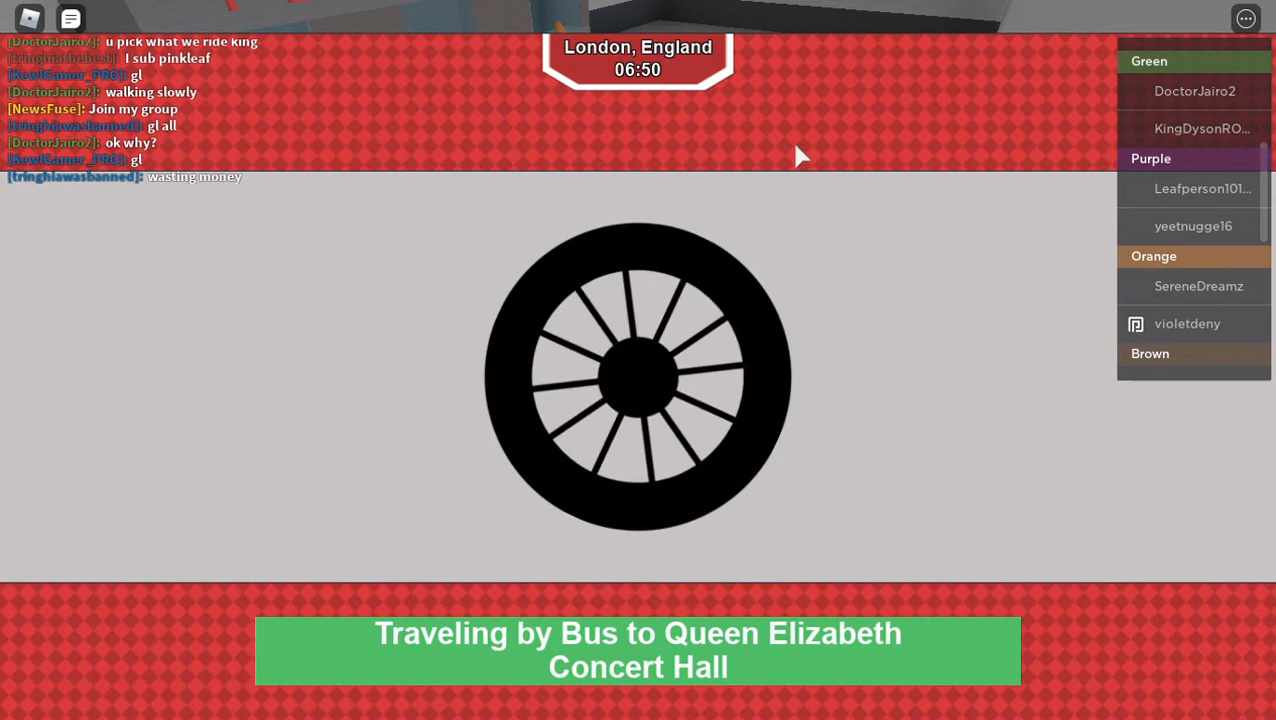 [DoctorJairo2]: u pick what we ride king
[tringhiathebest]: I sub pinkleaf
[KewlGamer_PRO]: gl
[DoctorJairo2]: walking slowly
[NewsFuse]: Join my group
[tringhiawasbanned]: gl all
[DoctorJairo2]: ok why?
[KewlGamer_PRO]: gl
[tringhiawasbanned]: wasting money
London, England
06:50
Green
DoctorJairo2
KingDysonRO...
Purple
Leafperson101...
yeetnugge16
Orange
SereneDreamz
violetdeny
Brown
Traveling by Bus to Queen Elizabeth
Concert Hall